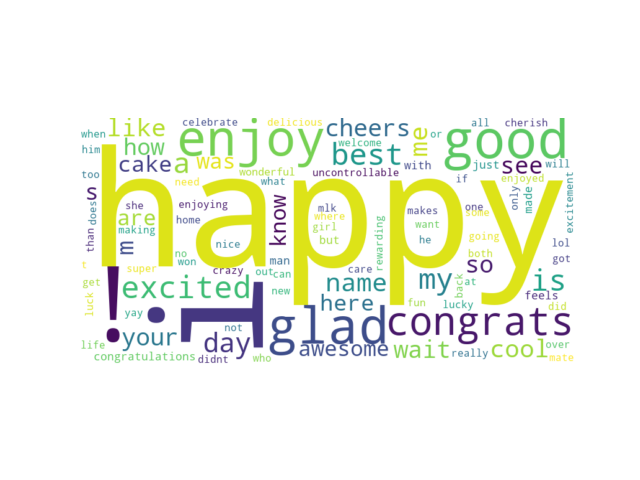 when
like
celebrate
delicious
cheers
all
cherish
him
how
enjoy
welcome
or
me
good
too
cake
a
was
wonderful
best
with
just
see
will
need
what
uncontrollable
if
enjoyed
excitement
s
she
enjoying
know
mlk
happy
makes
one
some
only
made
than
does
are
home
where
girl
he
want
m
making
nice
but
rewarding
going
lol
no
won
man
both
got
t
super
crazy
out
care
my
back
so
feels
get
luck
!
excited
can
new
name
here
fun
at
lucky
is
did
yay
.
I
glad
congrats
your
not
day
life
awesome
wait
really
cool
over
congratulations
didnt
who
mate